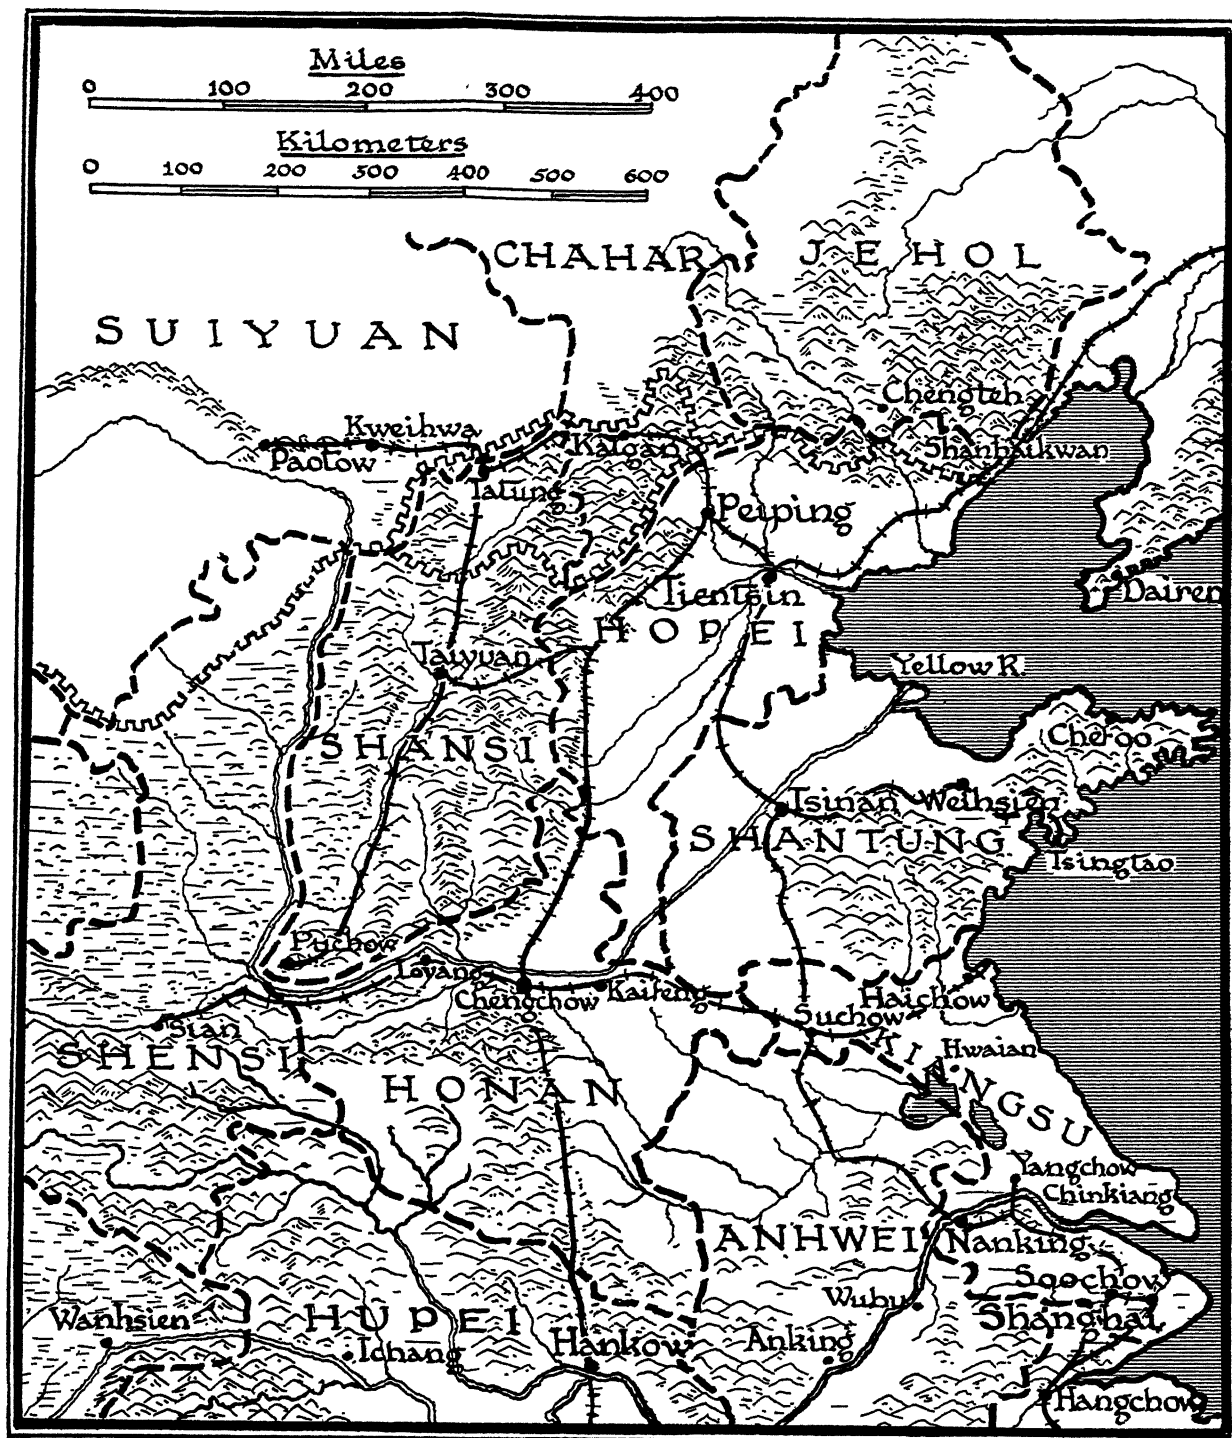 Miles
0 100 200 300 400
Kilometers
0 100 200 300 400 500 600
CHAHAR JEHOL
SUIYUAN
Chengteh
Kweihwa
Paotow
Kalgan
Shanhaikwan
Tatung
Peiping
Tientsin
Dairen
HOPEI
Taiyuan
Yellow R.
SHANSI
Chefoo
Tsinan Weihsien
SHANTUNG
Tsingtao
Puchow
Loyang
Chengchow Kaifeng
Haichow
Suchow
Sian
SHENSI
KIANGSU
Hwaian
HONAN
Yangchow
Chinkiang
ANHWEI
Nanking
Soochow
Wuhu
Wanhsien
HUPEI
Shanghai
Ichang
Hankow
Anking
Hangchow